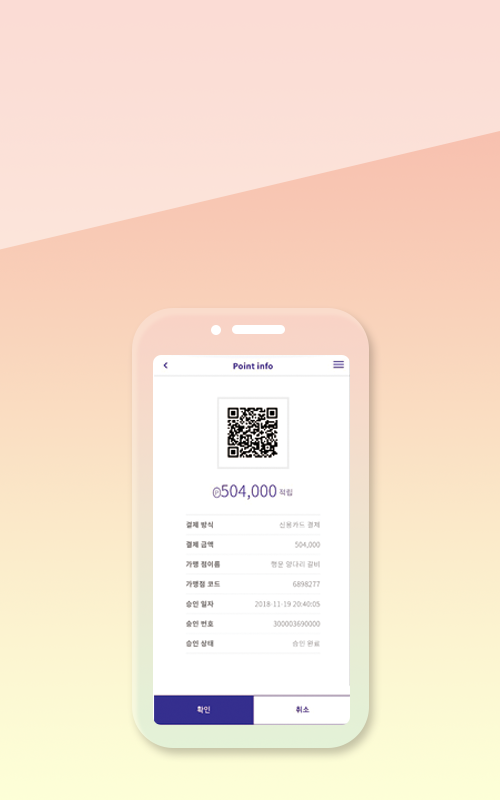 Point info
ⓟ504,000 적립
결제 방식 신용카드 결제
결제 금액 504,000
가맹 점이름 행운 양다리 갈비
가맹점 코드 6898277
승인 일자 2018-11-19 20:40:05
승인 번호 300003690000
승인 상태 승인 완료
확인 취소